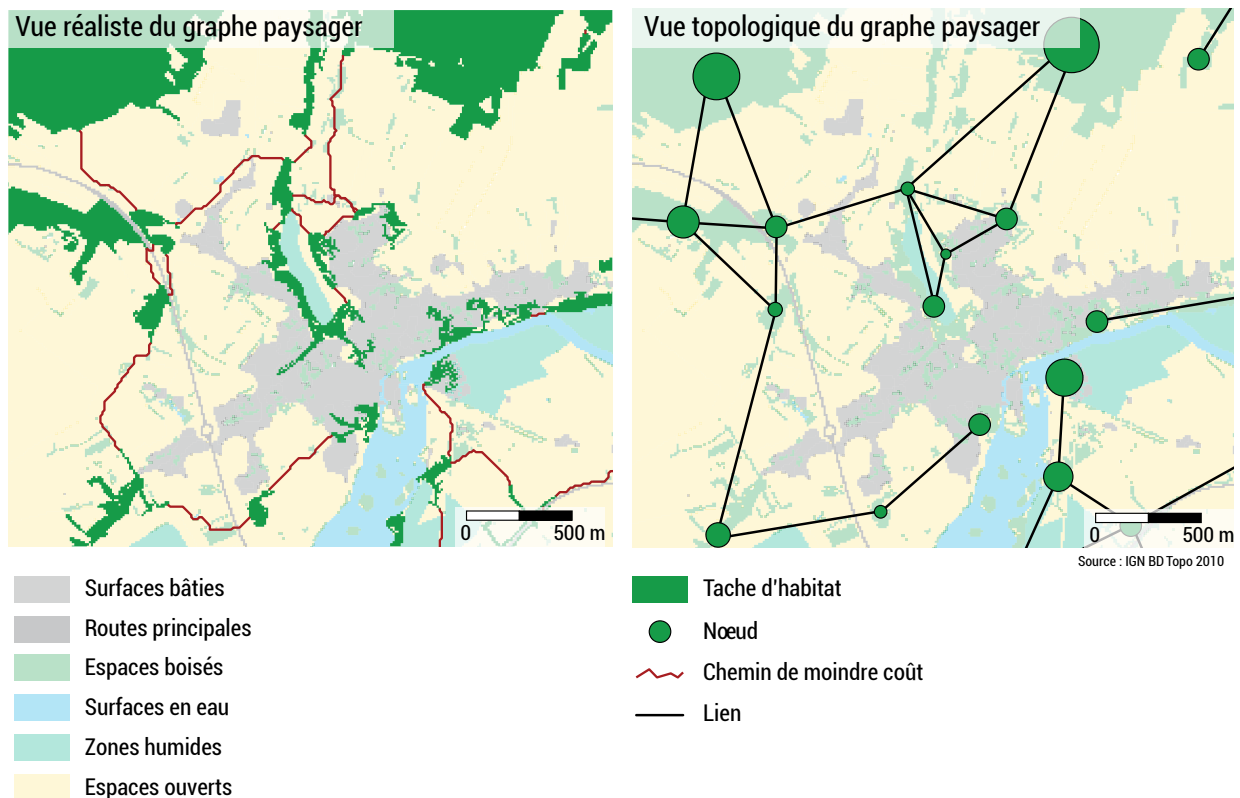 Vue réaliste du graphe paysager
Vue topologique du graphe paysager
0
500 m
0
500 m
Source : IGN BD Topo 2010
Surfaces bâties
Routes principales
Espaces boisés
Surfaces en eau
Zones humides
Espaces ouverts
Tache d'habitat
Nœud
Chemin de moindre coût
Lien